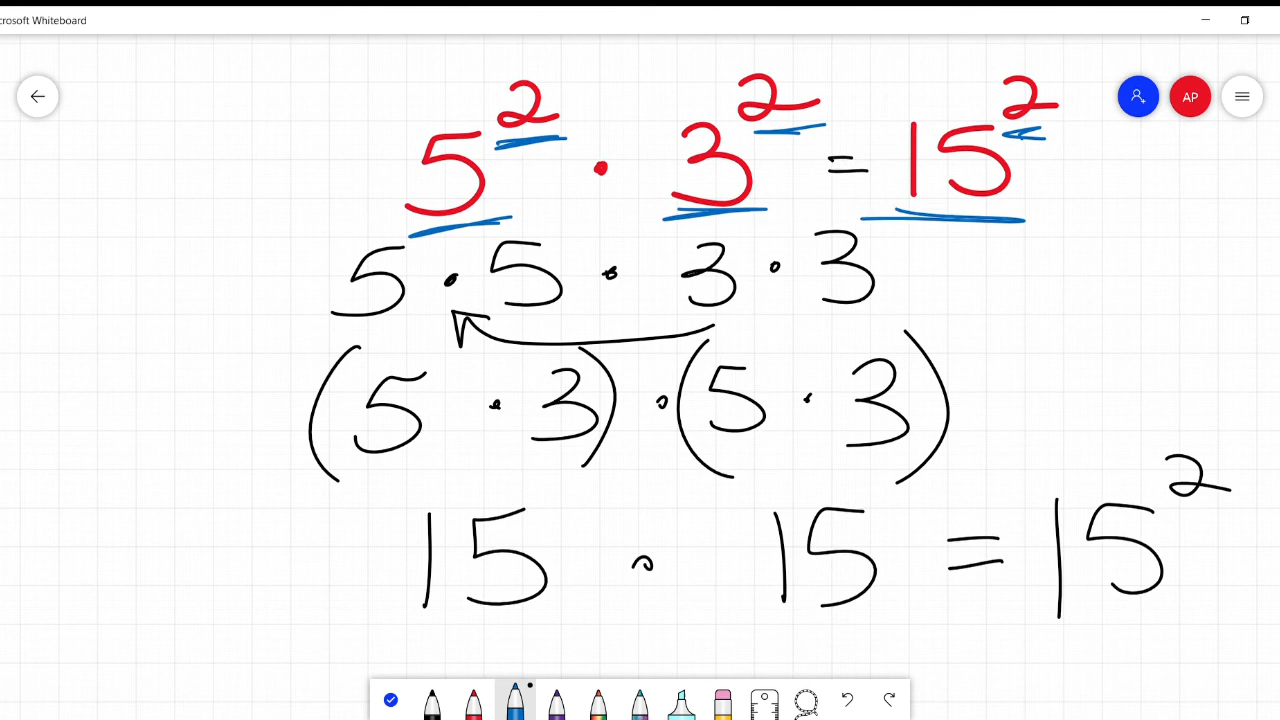 crosoft Whiteboard
AP
5² · 3² = 15²
5 · 5 · 3 · 3
(5 · 3) · (5 · 3)
15 · 15 = 15²